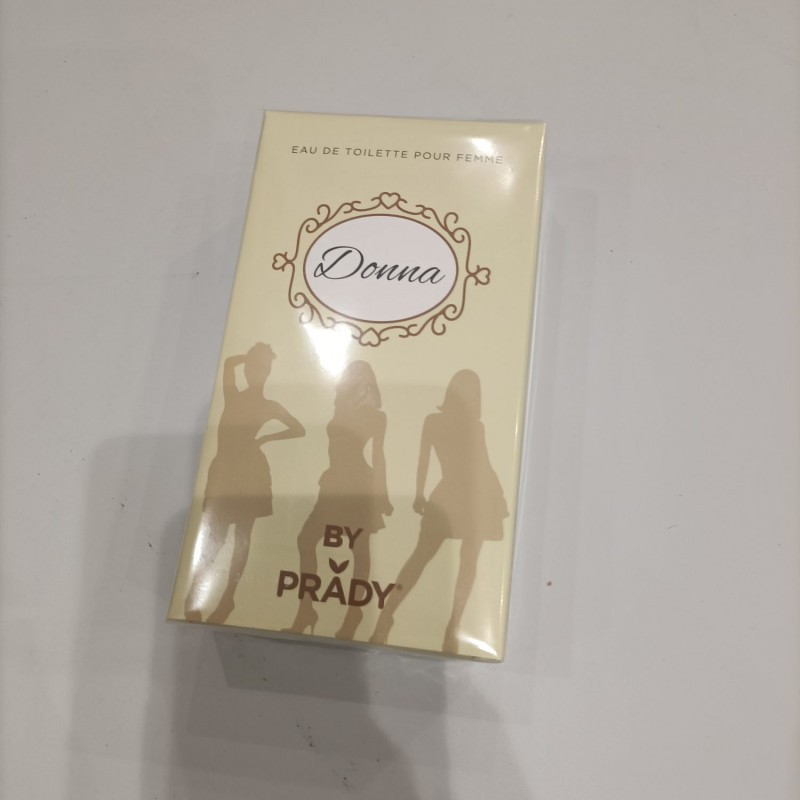 EAU DE TOILETTE POUR FEMME
Donna
BY
PRADY®